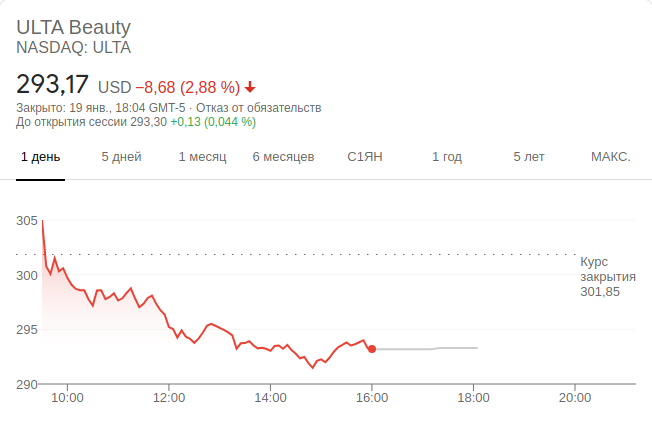 ULTA Beauty
NASDAQ: ULTA
293,17 USD −8,68 (2,88 %)
Закрыто: 19 янв., 18:04 GMT-5 · Отказ от обязательств
До открытия сессии 293,30 +0,13 (0,044 %)
1 день 5 дней 1 месяц 6 месяцев С1ЯН 1 год 5 лет МАКС.
305
Курс
закрытия
301,85
300
295
290
10:00 12:00 14:00 16:00 18:00 20:00